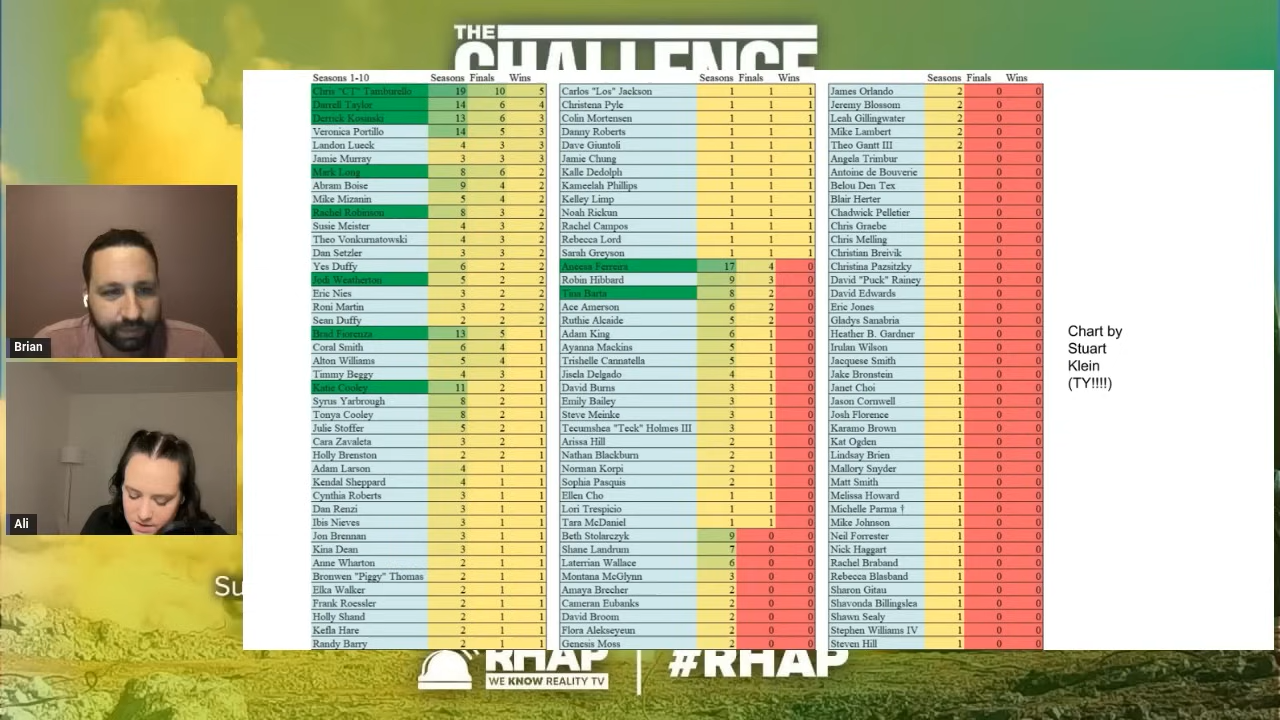 THE
CHALLENGE
Seasons 1-10 Seasons Finals Wins
Chris "CT" Tamburello 19 10 5
Darrell Taylor 14 6 4
Derrick Kosinski 13 6 3
Veronica Portillo 14 5 3
Landon Lueck 4 3 3
Jamie Murray 3 3 3
Mark Long 8 6 2
Abram Boise 9 4 2
Mike Mizanin 5 4 2
Rachel Robinson 8 3 2
Susie Meister 4 3 2
Theo Vonkurnatowski 4 3 2
Dan Setzler 3 3 2
Yes Duffy 6 2 2
Jodi Weatherton 5 2 2
Eric Nies 3 2 2
Roni Martin 3 2 2
Sean Duffy 2 2 2
Brad Fiorenza 13 5 1
Coral Smith 6 4 1
Alton Williams 5 4 1
Timmy Beggy 4 3 1
Katie Cooley 11 2 1
Syrus Yarbrough 8 2 1
Tonya Cooley 8 2 1
Julie Stoffer 5 2 1
Cara Zavaleta 3 2 1
Holly Brenston 2 2 1
Adam Larson 4 1 1
Kendal Sheppard 4 1 1
Cynthia Roberts 3 1 1
Dan Renzi 3 1 1
Ibis Nieves 3 1 1
Jon Brennan 3 1 1
Kina Dean 3 1 1
Anne Wharton 2 1 1
Bronwen "Piggy" Thomas 2 1 1
Elka Walker 2 1 1
Frank Roessler 2 1 1
Holly Shand 2 1 1
Kefla Hare 2 1 1
Randy Barry 2 1 1
Seasons Finals Wins
Carlos "Los" Jackson 1 1 1
Christena Pyle 1 1 1
Colin Mortensen 1 1 1
Danny Roberts 1 1 1
Dave Giuntoli 1 1 1
Jamie Chung 1 1 1
Kalle Dedolph 1 1 1
Kameelah Phillips 1 1 1
Kelley Limp 1 1 1
Noah Rickun 1 1 1
Rachel Campos 1 1 1
Rebecca Lord 1 1 1
Sarah Greyson 1 1 1
Aneesa Ferreira 17 4 0
Robin Hibbard 9 3 0
Tina Barta 8 2 0
Ace Amerson 6 2 0
Ruthie Alcaide 5 2 0
Adam King 6 1 0
Ayanna Mackins 5 1 0
Trishelle Cannatella 5 1 0
Jisela Delgado 4 1 0
David Burns 3 1 0
Emily Bailey 3 1 0
Steve Meinke 3 1 0
Tecumshea "Teck" Holmes III 3 1 0
Arissa Hill 2 1 0
Nathan Blackburn 2 1 0
Norman Korpi 2 1 0
Sophia Pasquis 2 1 0
Ellen Cho 1 1 0
Lori Trespicio 1 1 0
Tara McDaniel 1 1 0
Beth Stolarczyk 9 0 0
Shane Landrum 7 0 0
Laterrian Wallace 6 0 0
Montana McGlynn 3 0 0
Amaya Brecher 2 0 0
Cameran Eubanks 2 0 0
David Broom 2 0 0
Flora Alekseyeun 2 0 0
Genesis Moss 2 0 0
Seasons Finals Wins
James Orlando 2 0 0
Jeremy Blossom 2 0 0
Leah Gillingwater 2 0 0
Mike Lambert 2 0 0
Theo Gantt III 2 0 0
Angela Trimbur 1 0 0
Antoine de Bouverie 1 0 0
Belou Den Tex 1 0 0
Blair Herter 1 0 0
Chadwick Pelletier 1 0 0
Chris Graebe 1 0 0
Chris Melling 1 0 0
Christian Breivik 1 0 0
Christina Pazsitzky 1 0 0
David "Puck" Rainey 1 0 0
David Edwards 1 0 0
Eric Jones 1 0 0
Gladys Sanabria 1 0 0
Heather B. Gardner 1 0 0
Irulan Wilson 1 0 0
Jacquese Smith 1 0 0
Jake Bronstein 1 0 0
Janet Choi 1 0 0
Jason Cornwell 1 0 0
Josh Florence 1 0 0
Karamo Brown 1 0 0
Kat Ogden 1 0 0
Lindsay Brien 1 0 0
Mallory Snyder 1 0 0
Matt Smith 1 0 0
Melissa Howard 1 0 0
Michelle Parma † 1 0 0
Mike Johnson 1 0 0
Neil Forrester 1 0 0
Nick Haggart 1 0 0
Rachel Braband 1 0 0
Rebecca Blasband 1 0 0
Sharon Gitau 1 0 0
Shavonda Billingslea 1 0 0
Shawn Sealy 1 0 0
Stephen Williams IV 1 0 0
Steven Hill 1 0 0
Chart by
Stuart
Klein
(TY!!!!)
Brian
Ali
Su
RHAP
WE KNOW REALITY TV
#RHAP